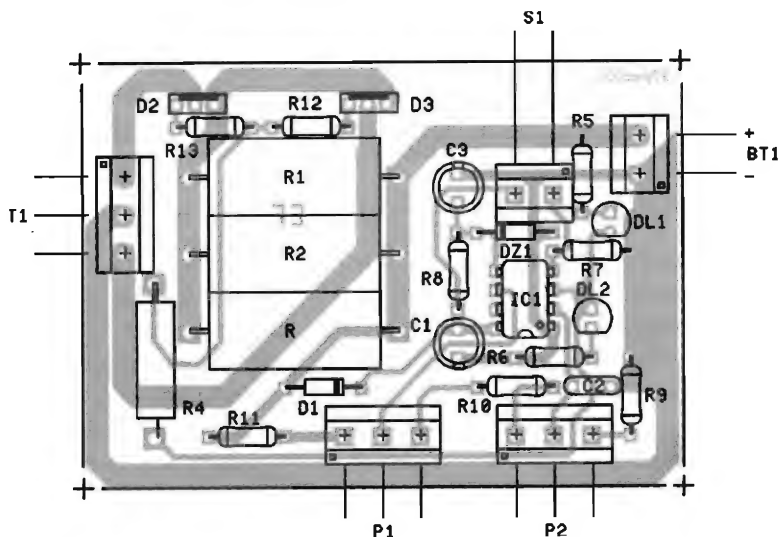 S1
D2
R12
D3
R5
+
BT1
-
R13
C3
R1
T1
DL1
R2
DZ1
R7
R8
IC1
DL2
R
C1
R6
R4
D1
R10
C2
R9
R11
P1
P2